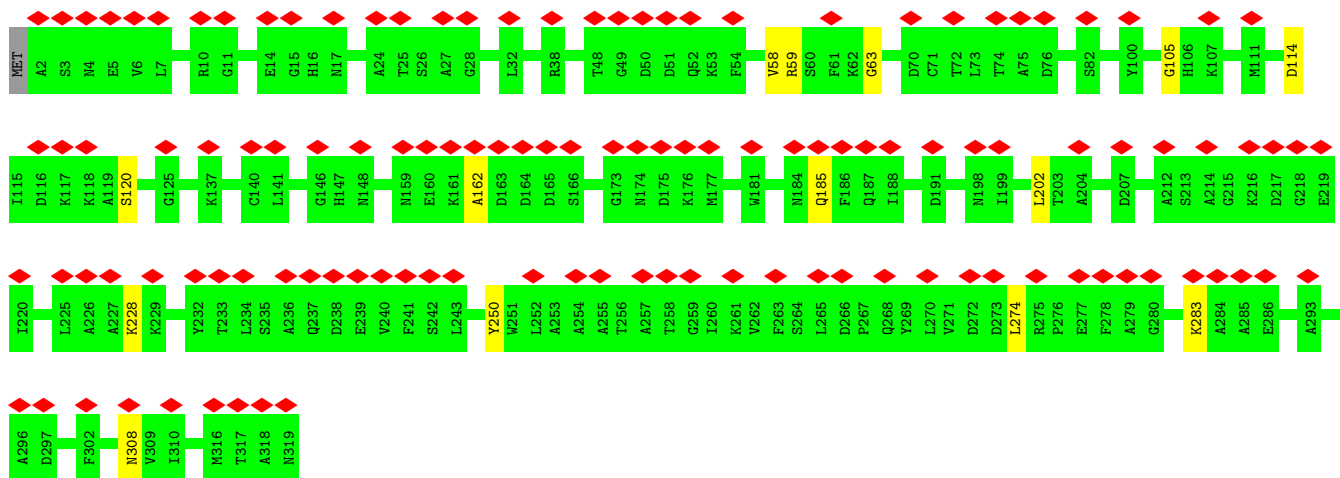 MET A2 S3 N4 E5 V6 L7 R10 G11 E14 G15 H16 N17 A24 T25 S26 A27 G28 L32 R38 T48 G49 D50 D51 Q52 K53 F54 V58 R59 S60 F61 K62 G63 D70 C71 T72 L73 T74 A75 D76 S82 Y100 G105 H106 K107 M111 D114
I115 D116 K117 K118 A119 S120 G125 K137 C140 L141 G146 H147 N148 N159 E160 K161 A162 D163 D164 D165 S166 G173 N174 D175 K176 M177 W181 N184 Q185 F186 Q187 I188 D191 N198 I199 L202 T203 A204 D207 A212 S213 A214 G215 K216 D217 G218 E219
I220 L225 A226 A227 K228 K229 Y232 T233 L234 S235 A236 Q237 D238 E239 Y240 F241 S242 L243 Y250 W251 L252 A253 A254 A255 T256 A257 T258 G259 I260 K261 V262 F263 S264 L265 D266 P267 Q268 Y269 L270 V271 D272 D273 L274 R275 P276 E277 F278 A279 G280 K283 A284 A285 E286 A293
A296 D297 F302 N308 V309 I310 M316 T317 A318 N319